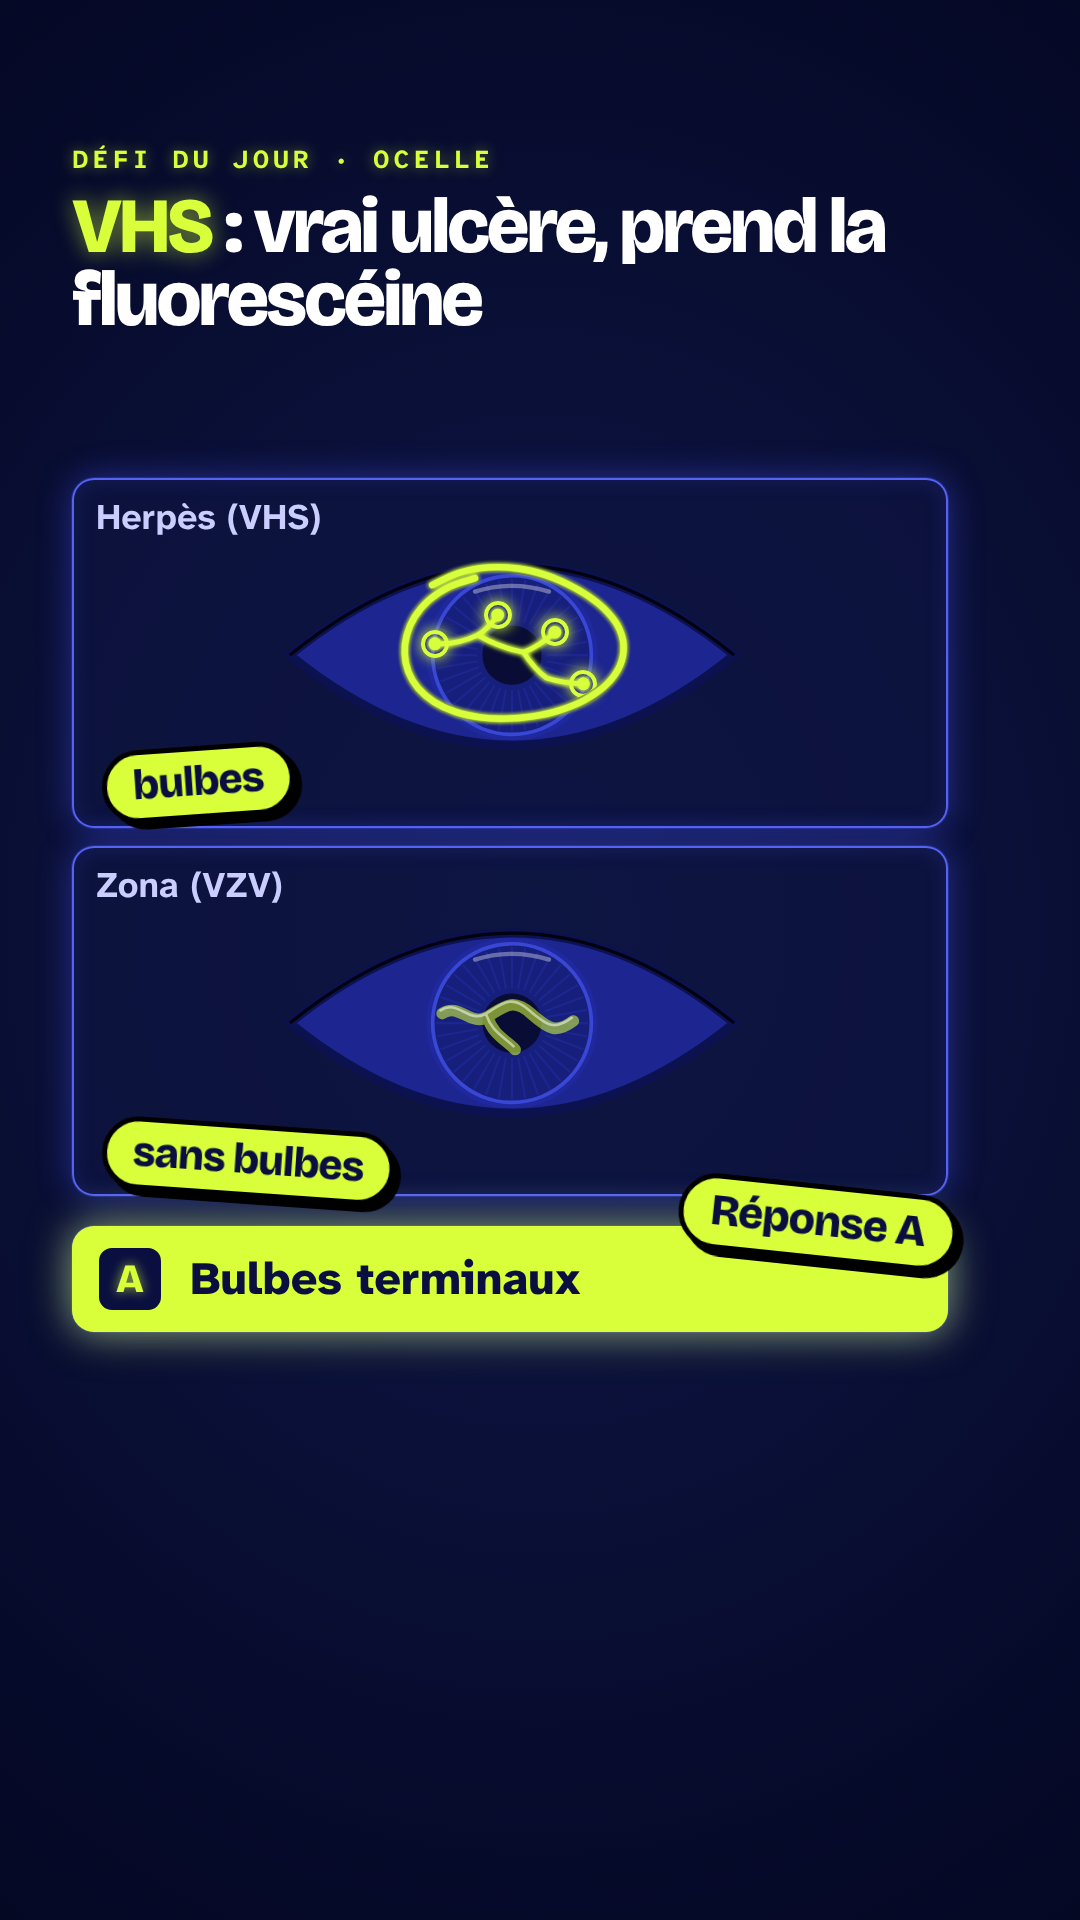 DÉFI DU JOUR · OCELLE
VHS : vrai ulcère, prend la
fluorescéine
Herpès (VHS)
bulbes
Zona (VZV)
sans bulbes
Réponse A
A Bulbes terminaux